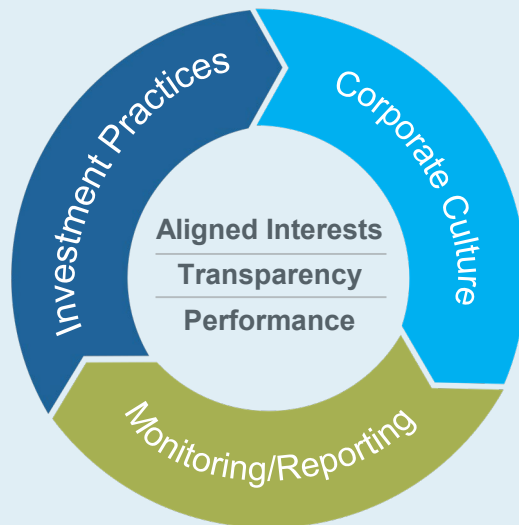 Investment Practices
Corporate Culture
Aligned Interests
Transparency
Performance
Monitoring/Reporting